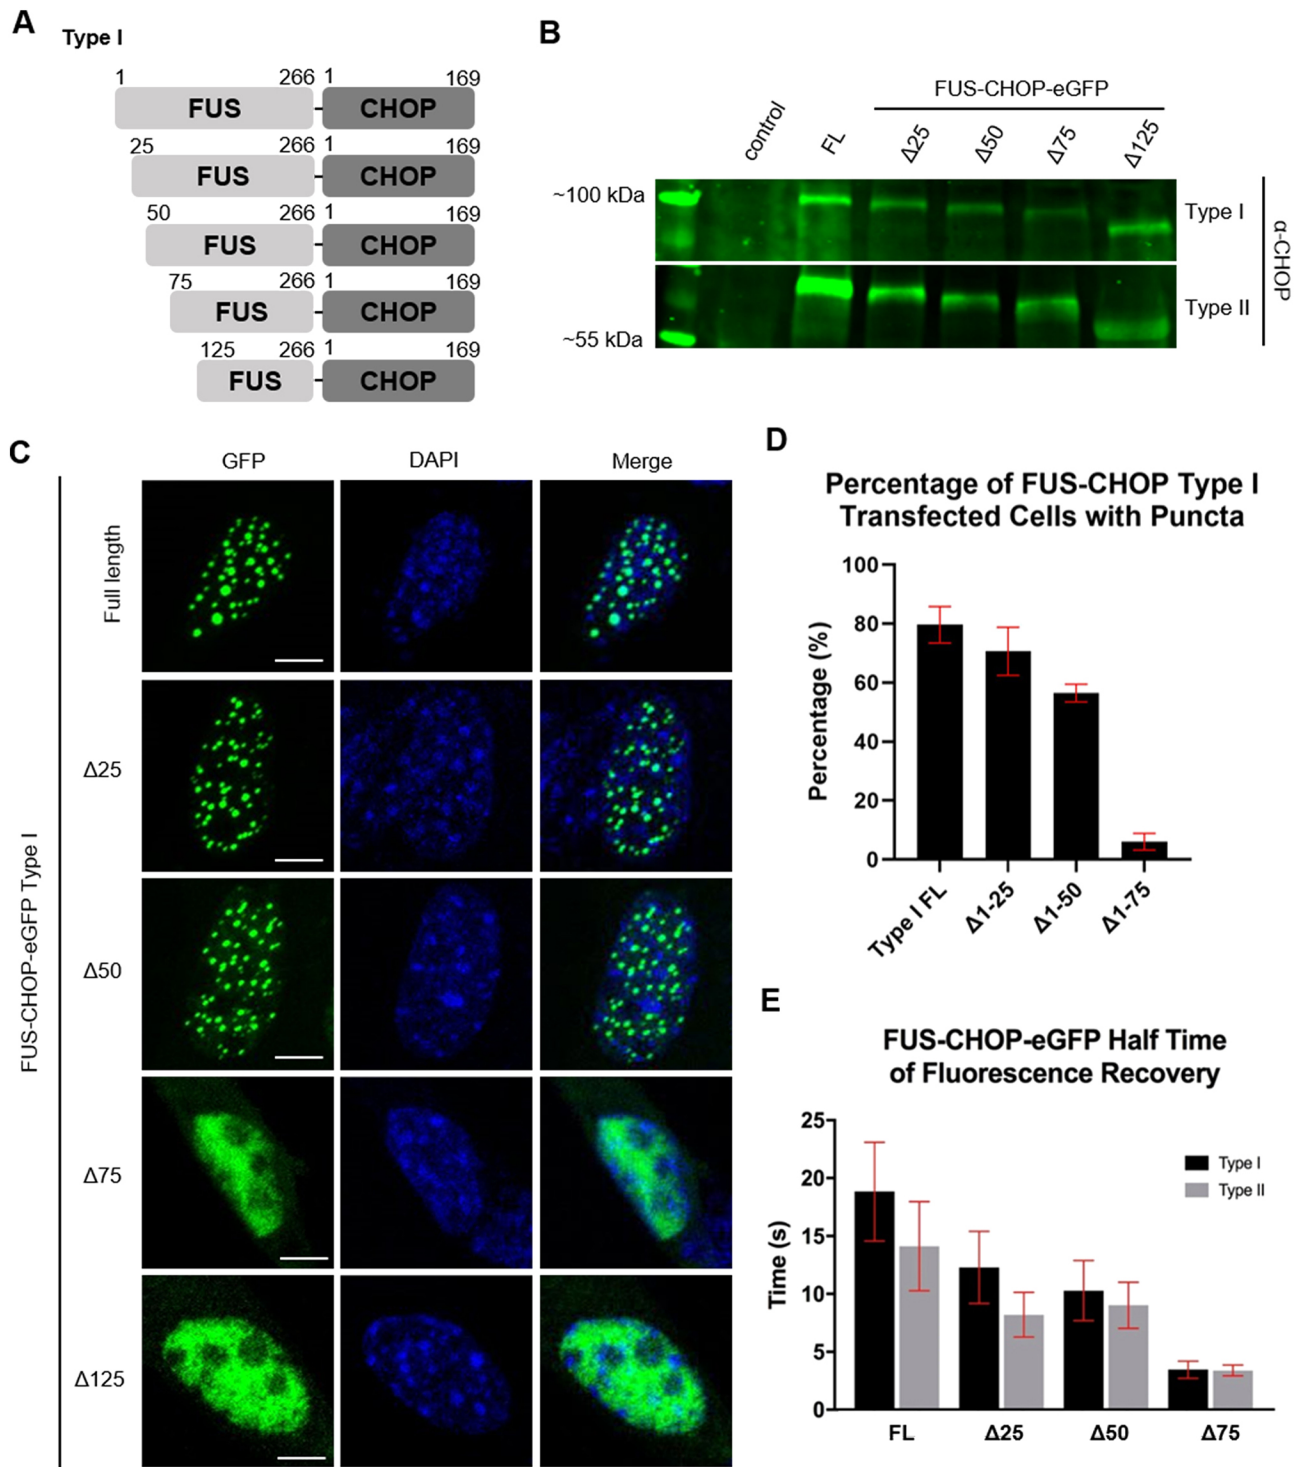 A
Type I
1 266 1 169
FUS CHOP
25 266 1 169
FUS CHOP
50 266 1 169
FUS CHOP
75 266 1 169
FUS CHOP
125 266 1 169
FUS CHOP
B
FUS-CHOP-eGFP
control FL Δ25 Δ50 Δ75 Δ125
~100 kDa
Type I
Type II
~55 kDa
α-CHOP
C
GFP DAPI Merge
FUS-CHOP-eGFP Type I
Full length
Δ25
Δ50
Δ75
Δ125
D
Percentage of FUS-CHOP Type I
Transfected Cells with Puncta
Percentage (%)
100
80
60
40
20
0
Type I FL Δ1-25 Δ1-50 Δ1-75
E
FUS-CHOP-eGFP Half Time
of Fluorescence Recovery
Time (s)
25
20
15
10
5
0
Type I
Type II
FL Δ25 Δ50 Δ75